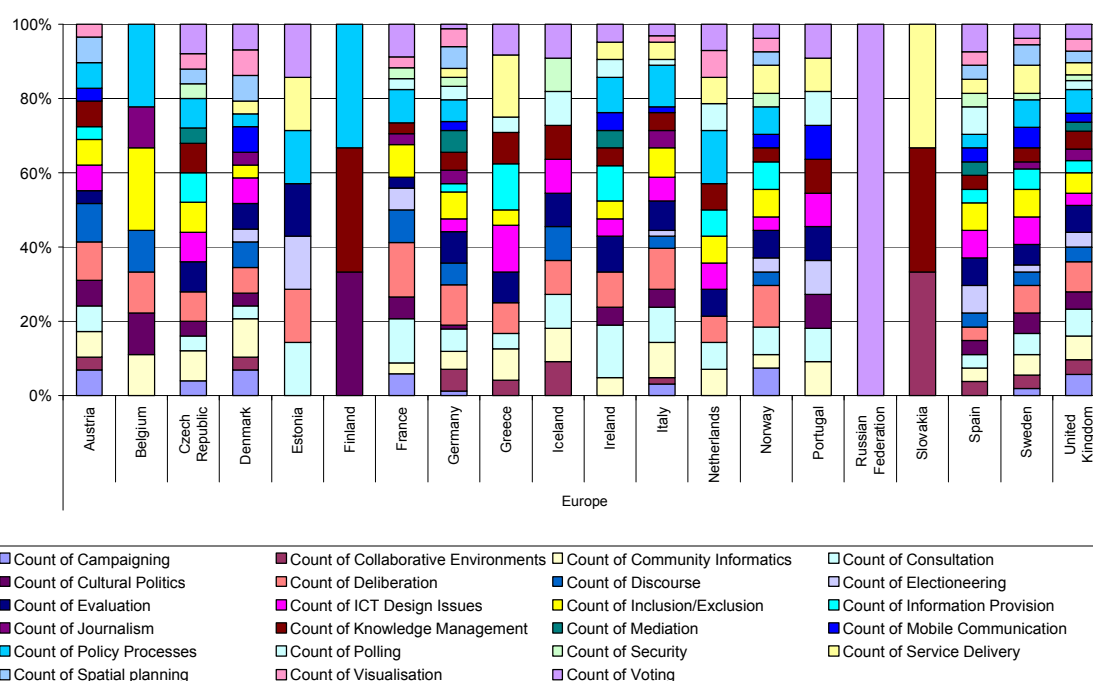 100%
80%
60%
40%
20%
0%
Austria
Belgium
Czech
Republic
Denmark
Estonia
Finland
France
Germany
Greece
Iceland
Ireland
Italy
Netherlands
Norway
Portugal
Russian
Federation
Slovakia
Spain
Sweden
United
Kingdom
Europe
Count of Campaigning Count of Collaborative Environments Count of Community Informatics Count of Consultation
Count of Cultural Politics Count of Deliberation Count of Discourse Count of Electioneering
Count of Evaluation Count of ICT Design Issues Count of Inclusion/Exclusion Count of Information Provision
Count of Journalism Count of Knowledge Management Count of Mediation Count of Mobile Communication
Count of Policy Processes Count of Polling Count of Security Count of Service Delivery
Count of Spatial planning Count of Visualisation Count of Voting